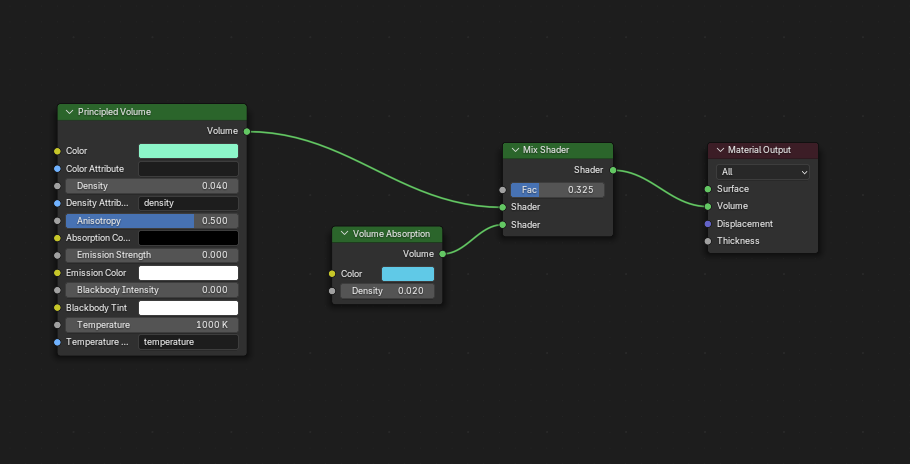 Principled Volume
Volume
Color
Color Attribute
Density 0.040
Density Attrib... density
Anisotropy 0.500
Absorption Co...
Emission Strength 0.000
Emission Color
Blackbody Intensity 0.000
Blackbody Tint
Temperature 1000 K
Temperature ... temperature
Volume Absorption
Volume
Color
Density 0.020
Mix Shader
Shader
Fac 0.325
Shader
Shader
Material Output
All
Surface
Volume
Displacement
Thickness